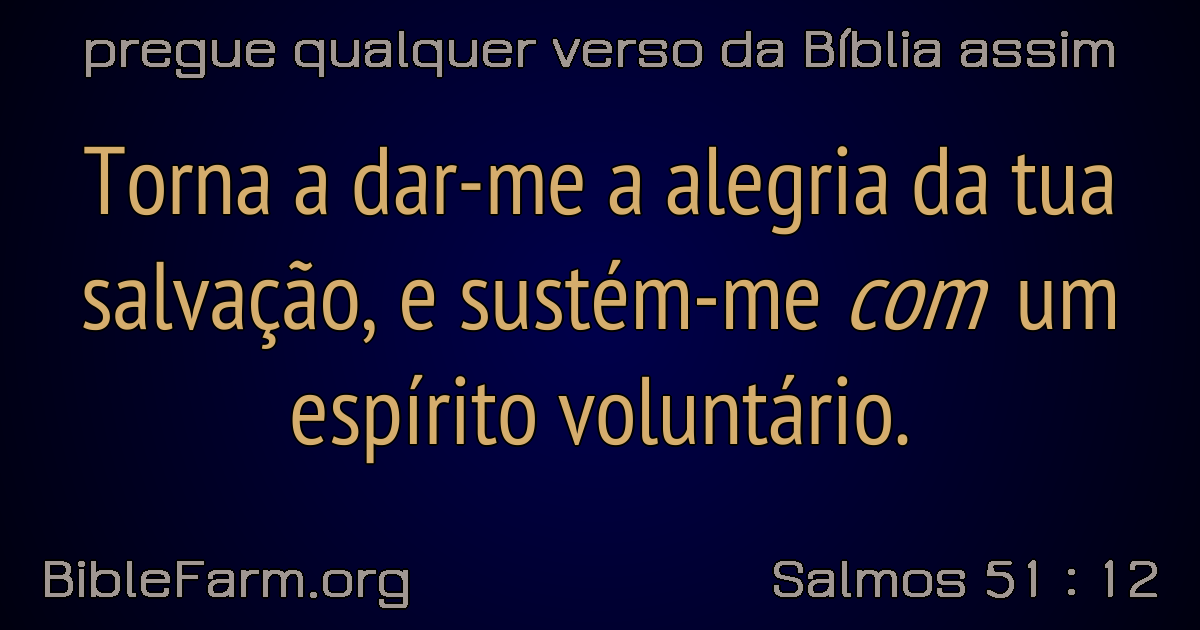 pregue qualquer verso da Bíblia assim
Torna a dar-me a alegria da tua
salvação, e sustém-me com um
espírito voluntário.
BibleFarm.org
Salmos 51 : 12